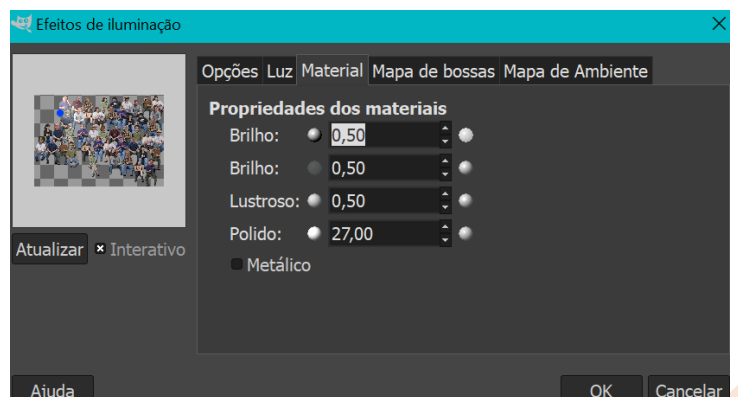 Efeitos de iluminação
Opções Luz Material Mapa de bossas Mapa de Ambiente
Propriedades dos materiais
Brilho: 0,50
Brilho: 0,50
Lustroso: 0,50
Polido: 27,00
Metálico
Atualizar Interativo
Ajuda OK Cancelar